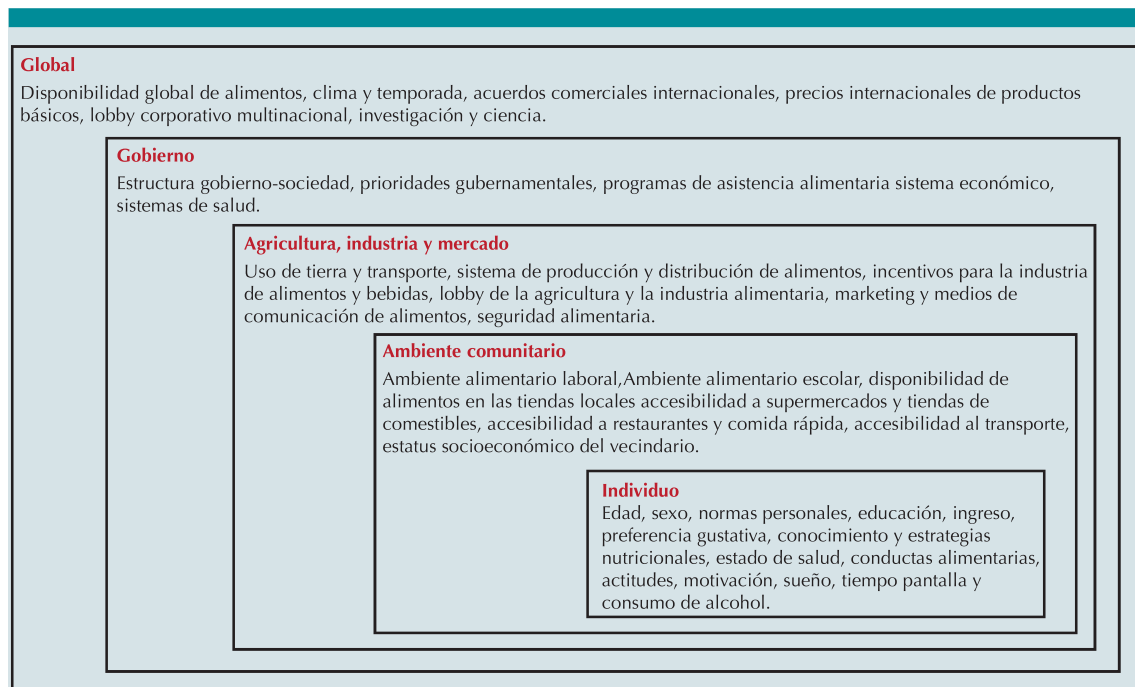 Global
Disponibilidad global de alimentos, clima y temporada, acuerdos comerciales internacionales, precios internacionales de productos
básicos, lobby corporativo multinacional, investigación y ciencia.
Gobierno
Estructura gobierno-sociedad, prioridades gubernamentales, programas de asistencia alimentaria sistema económico,
sistemas de salud.
Agricultura, industria y mercado
Uso de tierra y transporte, sistema de producción y distribución de alimentos, incentivos para la industria
de alimentos y bebidas, lobby de la agricultura y la industria alimentaria, marketing y medios de
comunicación de alimentos, seguridad alimentaria.
Ambiente comunitario
Ambiente alimentario laboral,Ambiente alimentario escolar, disponibilidad de
alimentos en las tiendas locales accesibilidad a supermercados y tiendas de
comestibles, accesibilidad a restaurantes y comida rápida, accesibilidad al transporte,
estatus socioeconómico del vecindario.
Individuo
Edad, sexo, normas personales, educación, ingreso,
preferencia gustativa, conocimiento y estrategias
nutricionales, estado de salud, conductas alimentarias,
actitudes, motivación, sueño, tiempo pantalla y
consumo de alcohol.